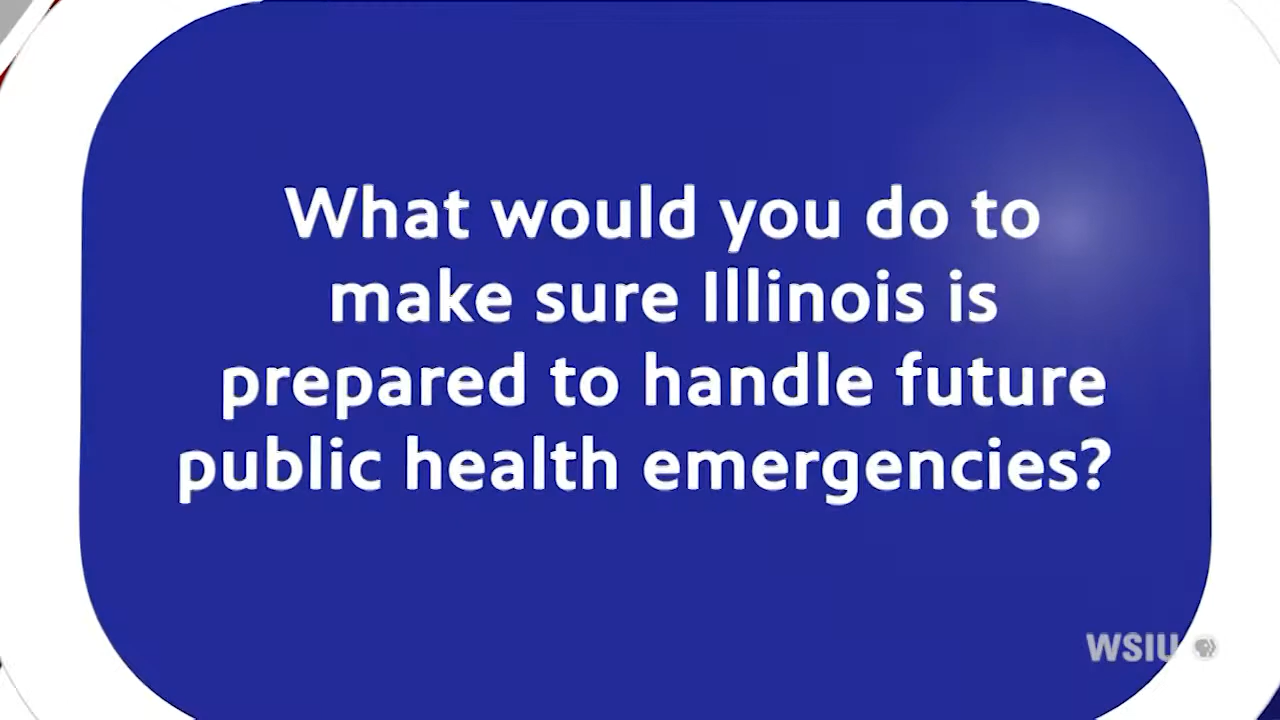 What would you do to
make sure Illinois is
prepared to handle future
public health emergencies?
WSIU